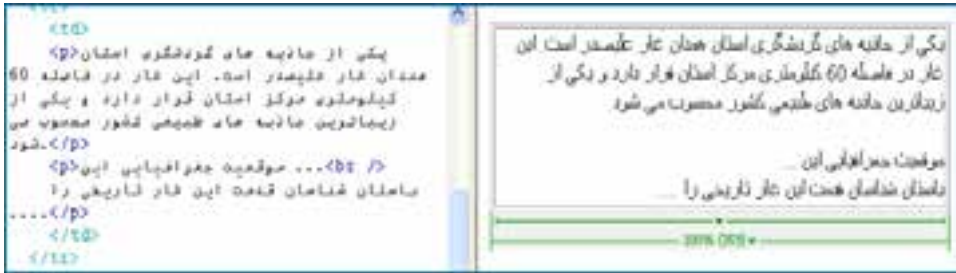 <td>
<p>یکی از جاذبه های گردشگری استان
همدان غار علیصدر است. این غار در فاصله 60
کیلومتری مرکز استان قرار دارد و یکی از
زیباترین جاذبه های طبیعی کشور محسوب می
شود.</p>
<p>موقعیت جغرافیایی این ...<br />
باستان شناسان قدمت این غار تاریخی را
....</p>
</td>
</tr>
یکی از جاذبه های گردشگری استان همدان غار علیصدر است. این
غار در فاصله 60 کیلومتری مرکز استان قرار دارد و یکی از
زیباترین جاذبه های طبیعی کشور محسوب می شود
موقعیت جغرافیایی این ...
باستان شناسان قدمت این غار تاریخی را ....